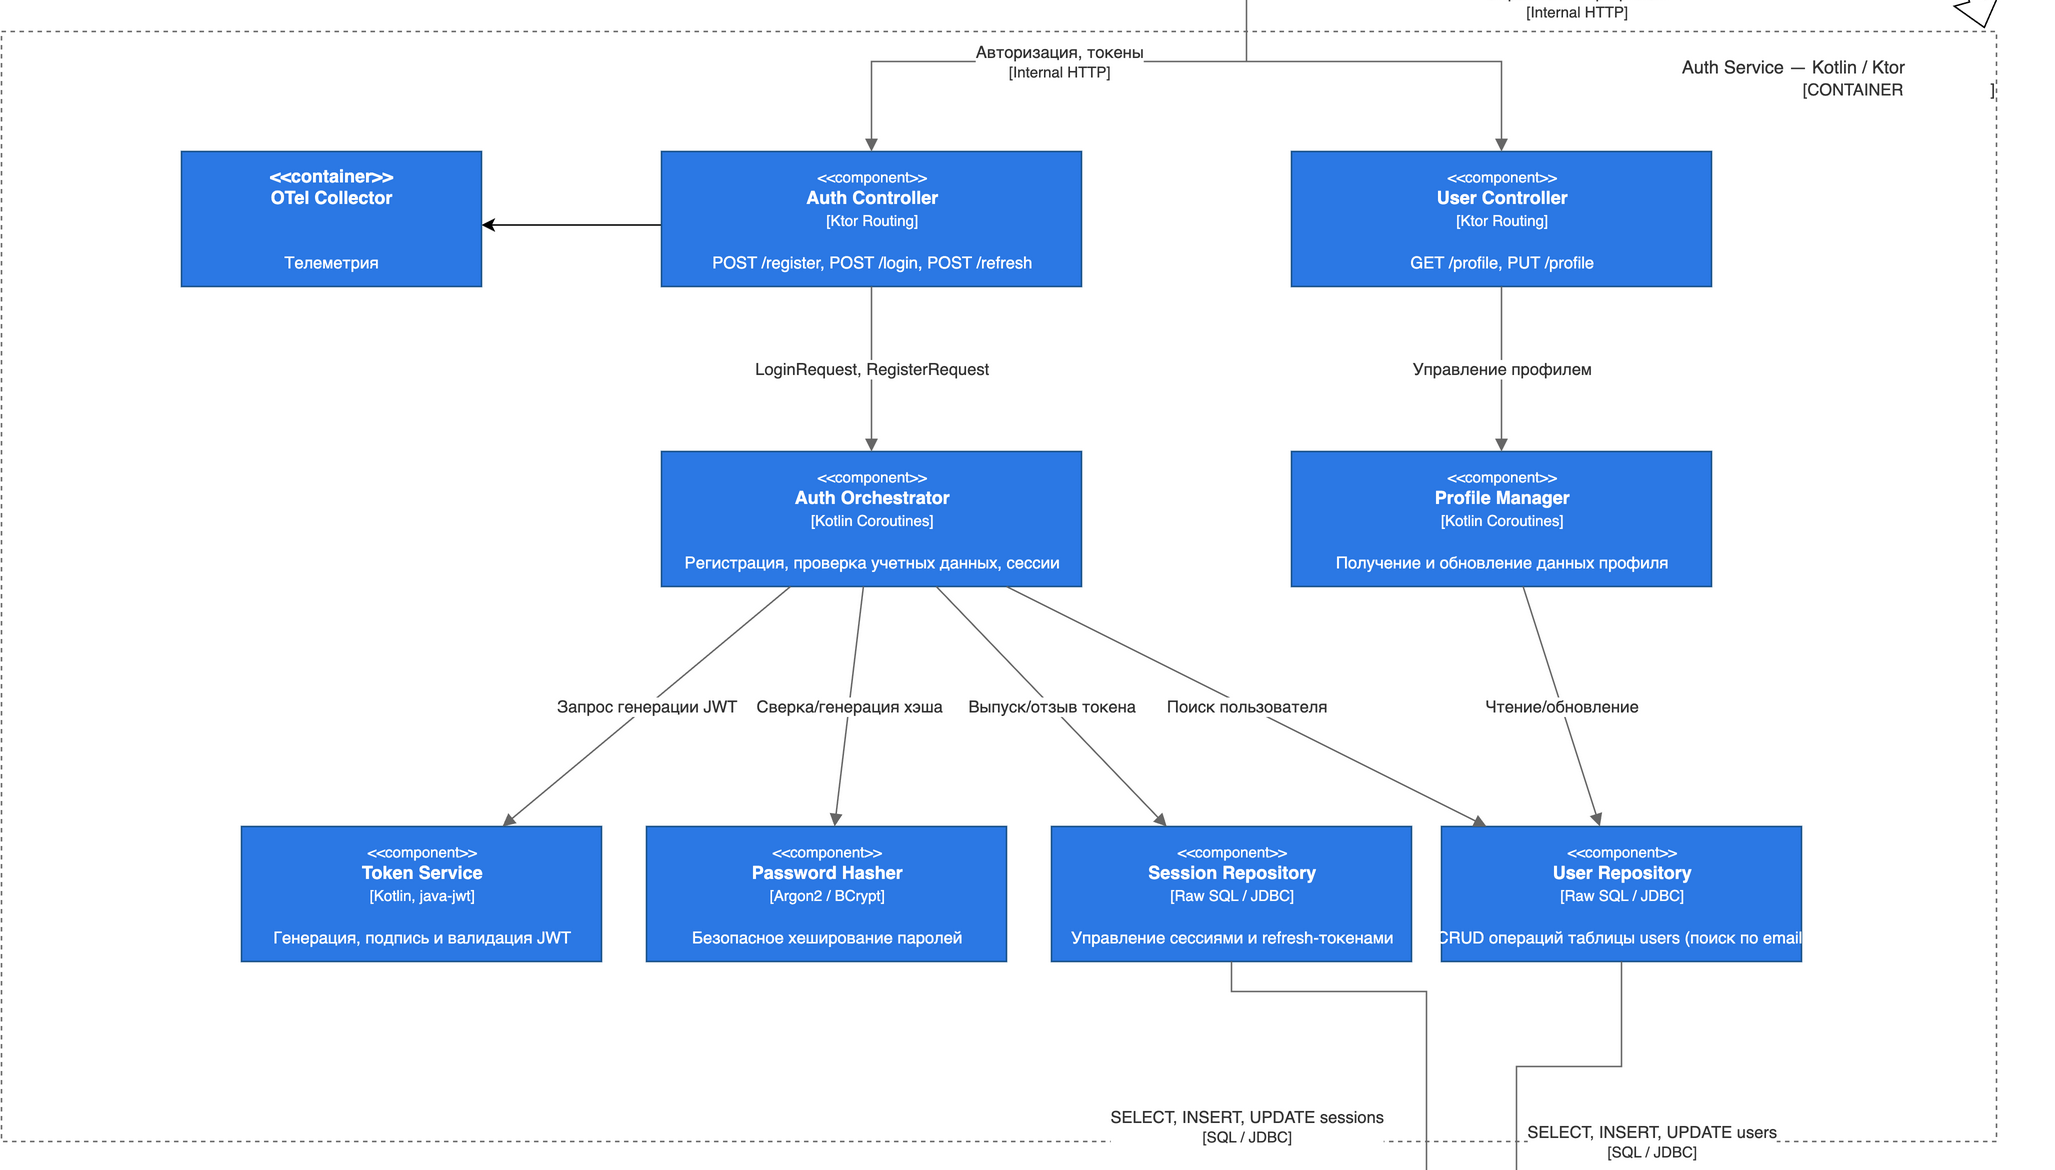 [Internal HTTP]
Авторизация, токены
[Internal HTTP]
Auth Service — Kotlin / Ktor
[CONTAINER ]
<<container>>
OTel Collector
Телеметрия
<<component>>
Auth Controller
[Ktor Routing]
POST /register, POST /login, POST /refresh
<<component>>
User Controller
[Ktor Routing]
GET /profile, PUT /profile
LoginRequest, RegisterRequest
Управление профилем
<<component>>
Auth Orchestrator
[Kotlin Coroutines]
Регистрация, проверка учетных данных, сессии
<<component>>
Profile Manager
[Kotlin Coroutines]
Получение и обновление данных профиля
Запрос генерации JWT
Сверка/генерация хэша
Выпуск/отзыв токена
Поиск пользователя
Чтение/обновление
<<component>>
Token Service
[Kotlin, java-jwt]
Генерация, подпись и валидация JWT
<<component>>
Password Hasher
[Argon2 / BCrypt]
Безопасное хеширование паролей
<<component>>
Session Repository
[Raw SQL / JDBC]
Управление сессиями и refresh-токенами
<<component>>
User Repository
[Raw SQL / JDBC]
CRUD операций таблицы users (поиск по email
SELECT, INSERT, UPDATE sessions
[SQL / JDBC]
SELECT, INSERT, UPDATE users
[SQL / JDBC]